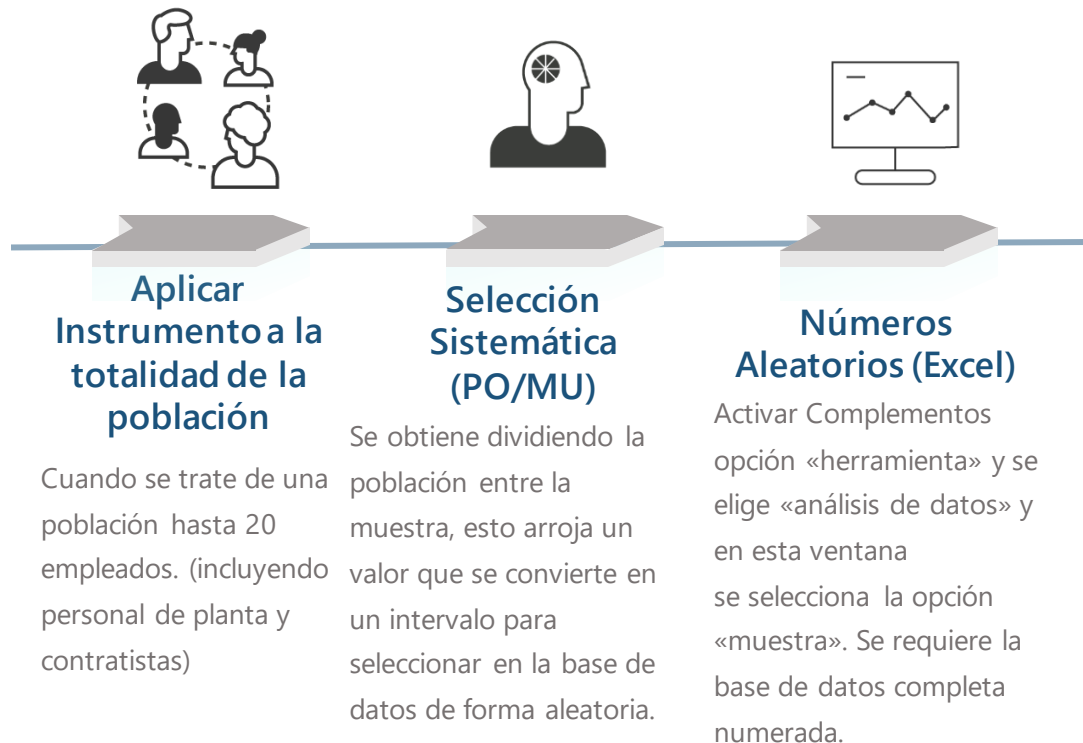 Aplicar
Instrumento a la
totalidad de la
población
Cuando se trate de una
población hasta 20
empleados. (incluyendo
personal de planta y
contratistas)
Selección
Sistemática
(PO/MU)
Se obtiene dividiendo la
población entre la
muestra, esto arroja un
valor que se convierte en
un intervalo para
seleccionar en la base de
datos de forma aleatoria.
Números
Aleatorios (Excel)
Activar Complementos
opción «herramienta» y se
elige «análisis de datos» y
en esta ventana
se selecciona la opción
«muestra». Se requiere la
base de datos completa
numerada.